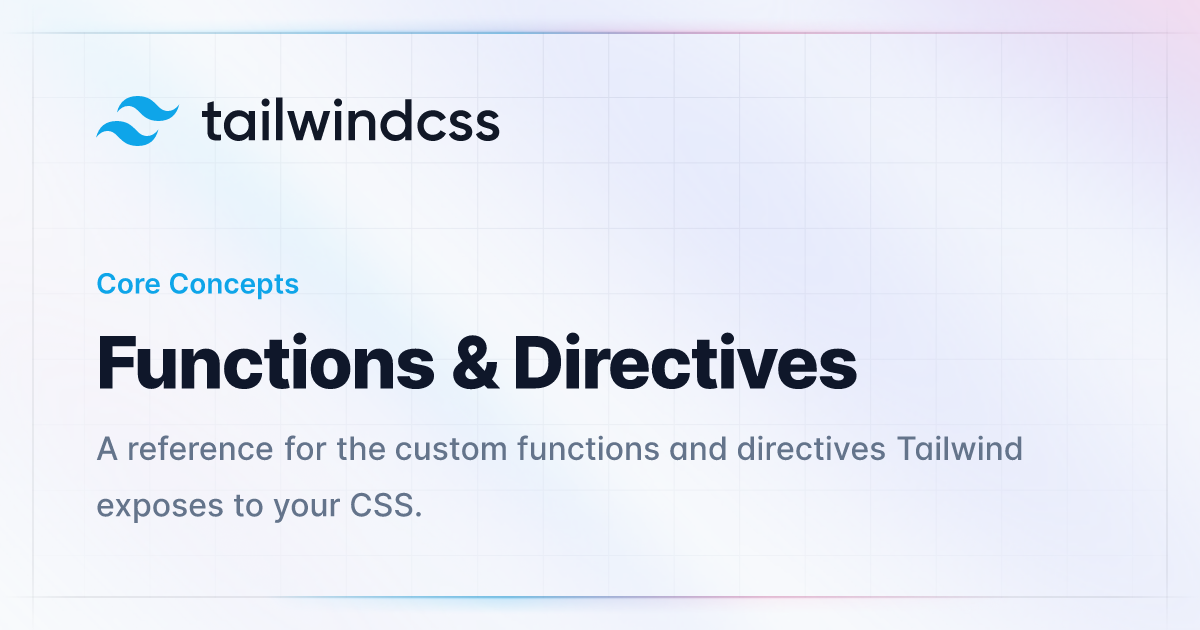 tailwindcss
Core Concepts
Functions & Directives
A reference for the custom functions and directives Tailwind
exposes to your CSS.